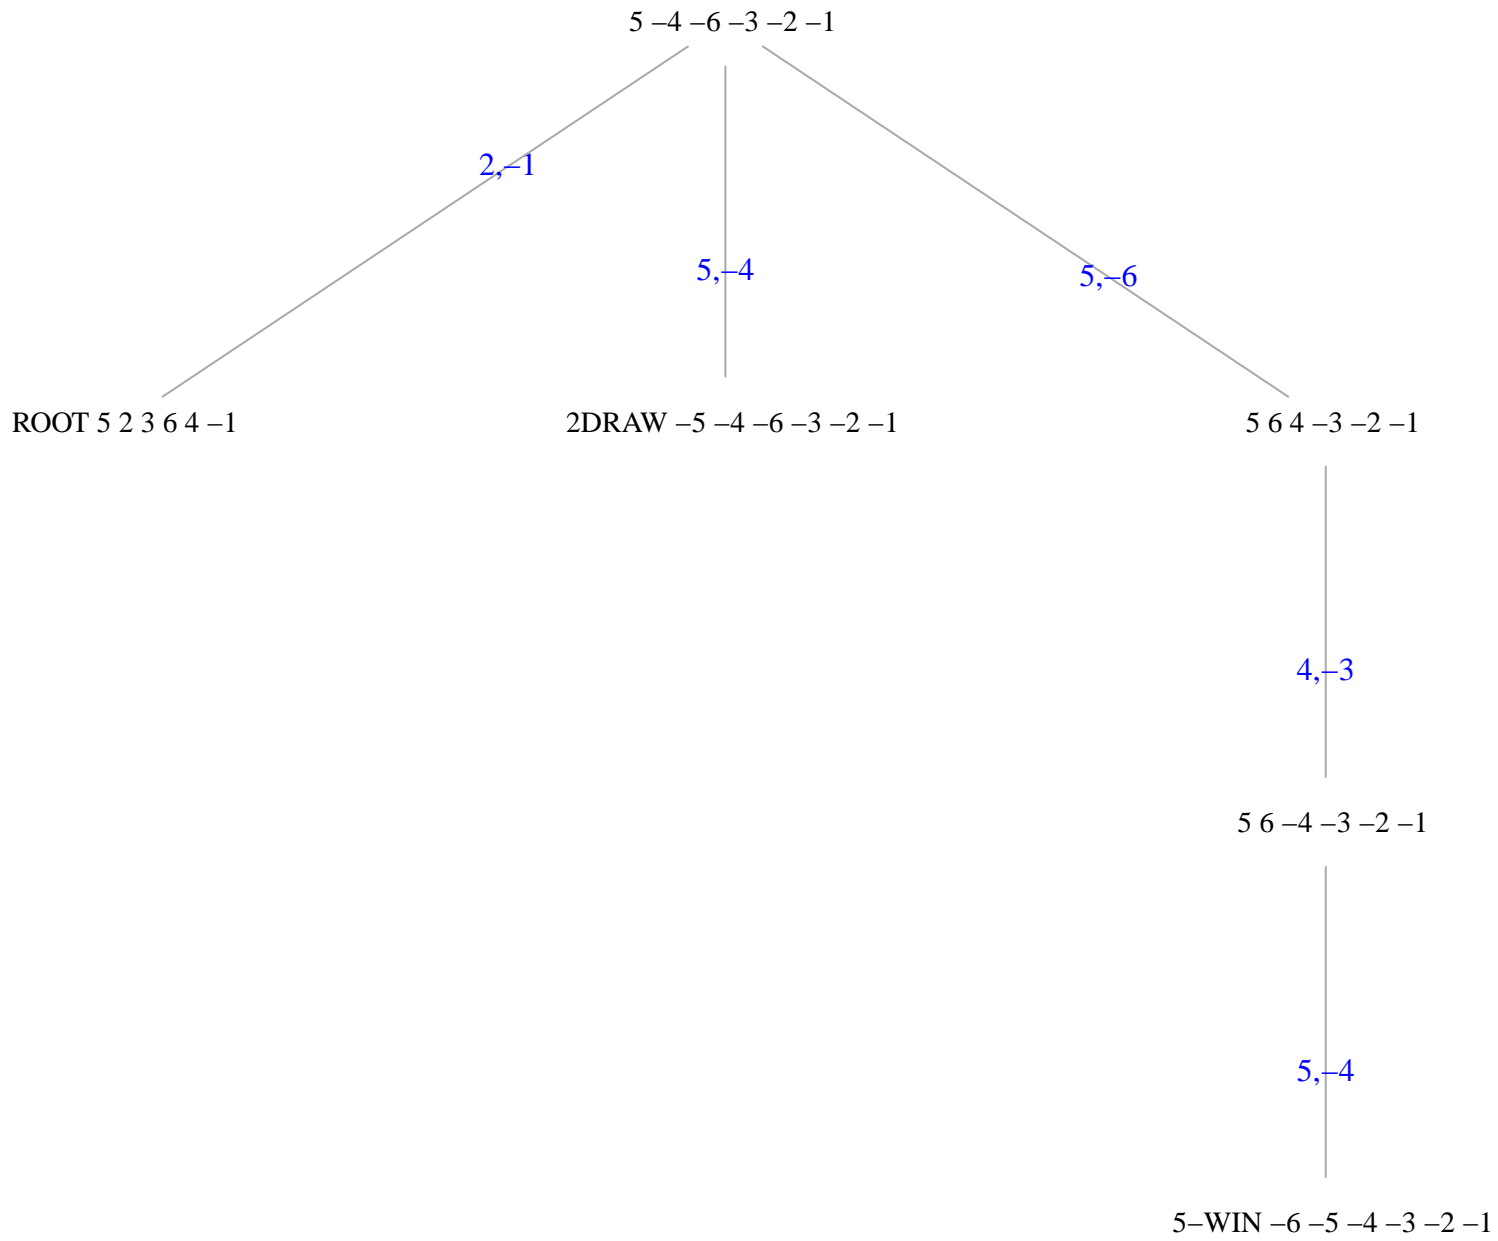 5 –4 –6 –3 –2 –1
2,–1
5,–4
5,–6
ROOT 5 2 3 6 4 –1
2DRAW –5 –4 –6 –3 –2 –1
5 6 4 –3 –2 –1
4,–3
5 6 –4 –3 –2 –1
5,–4
5–WIN –6 –5 –4 –3 –2 –1